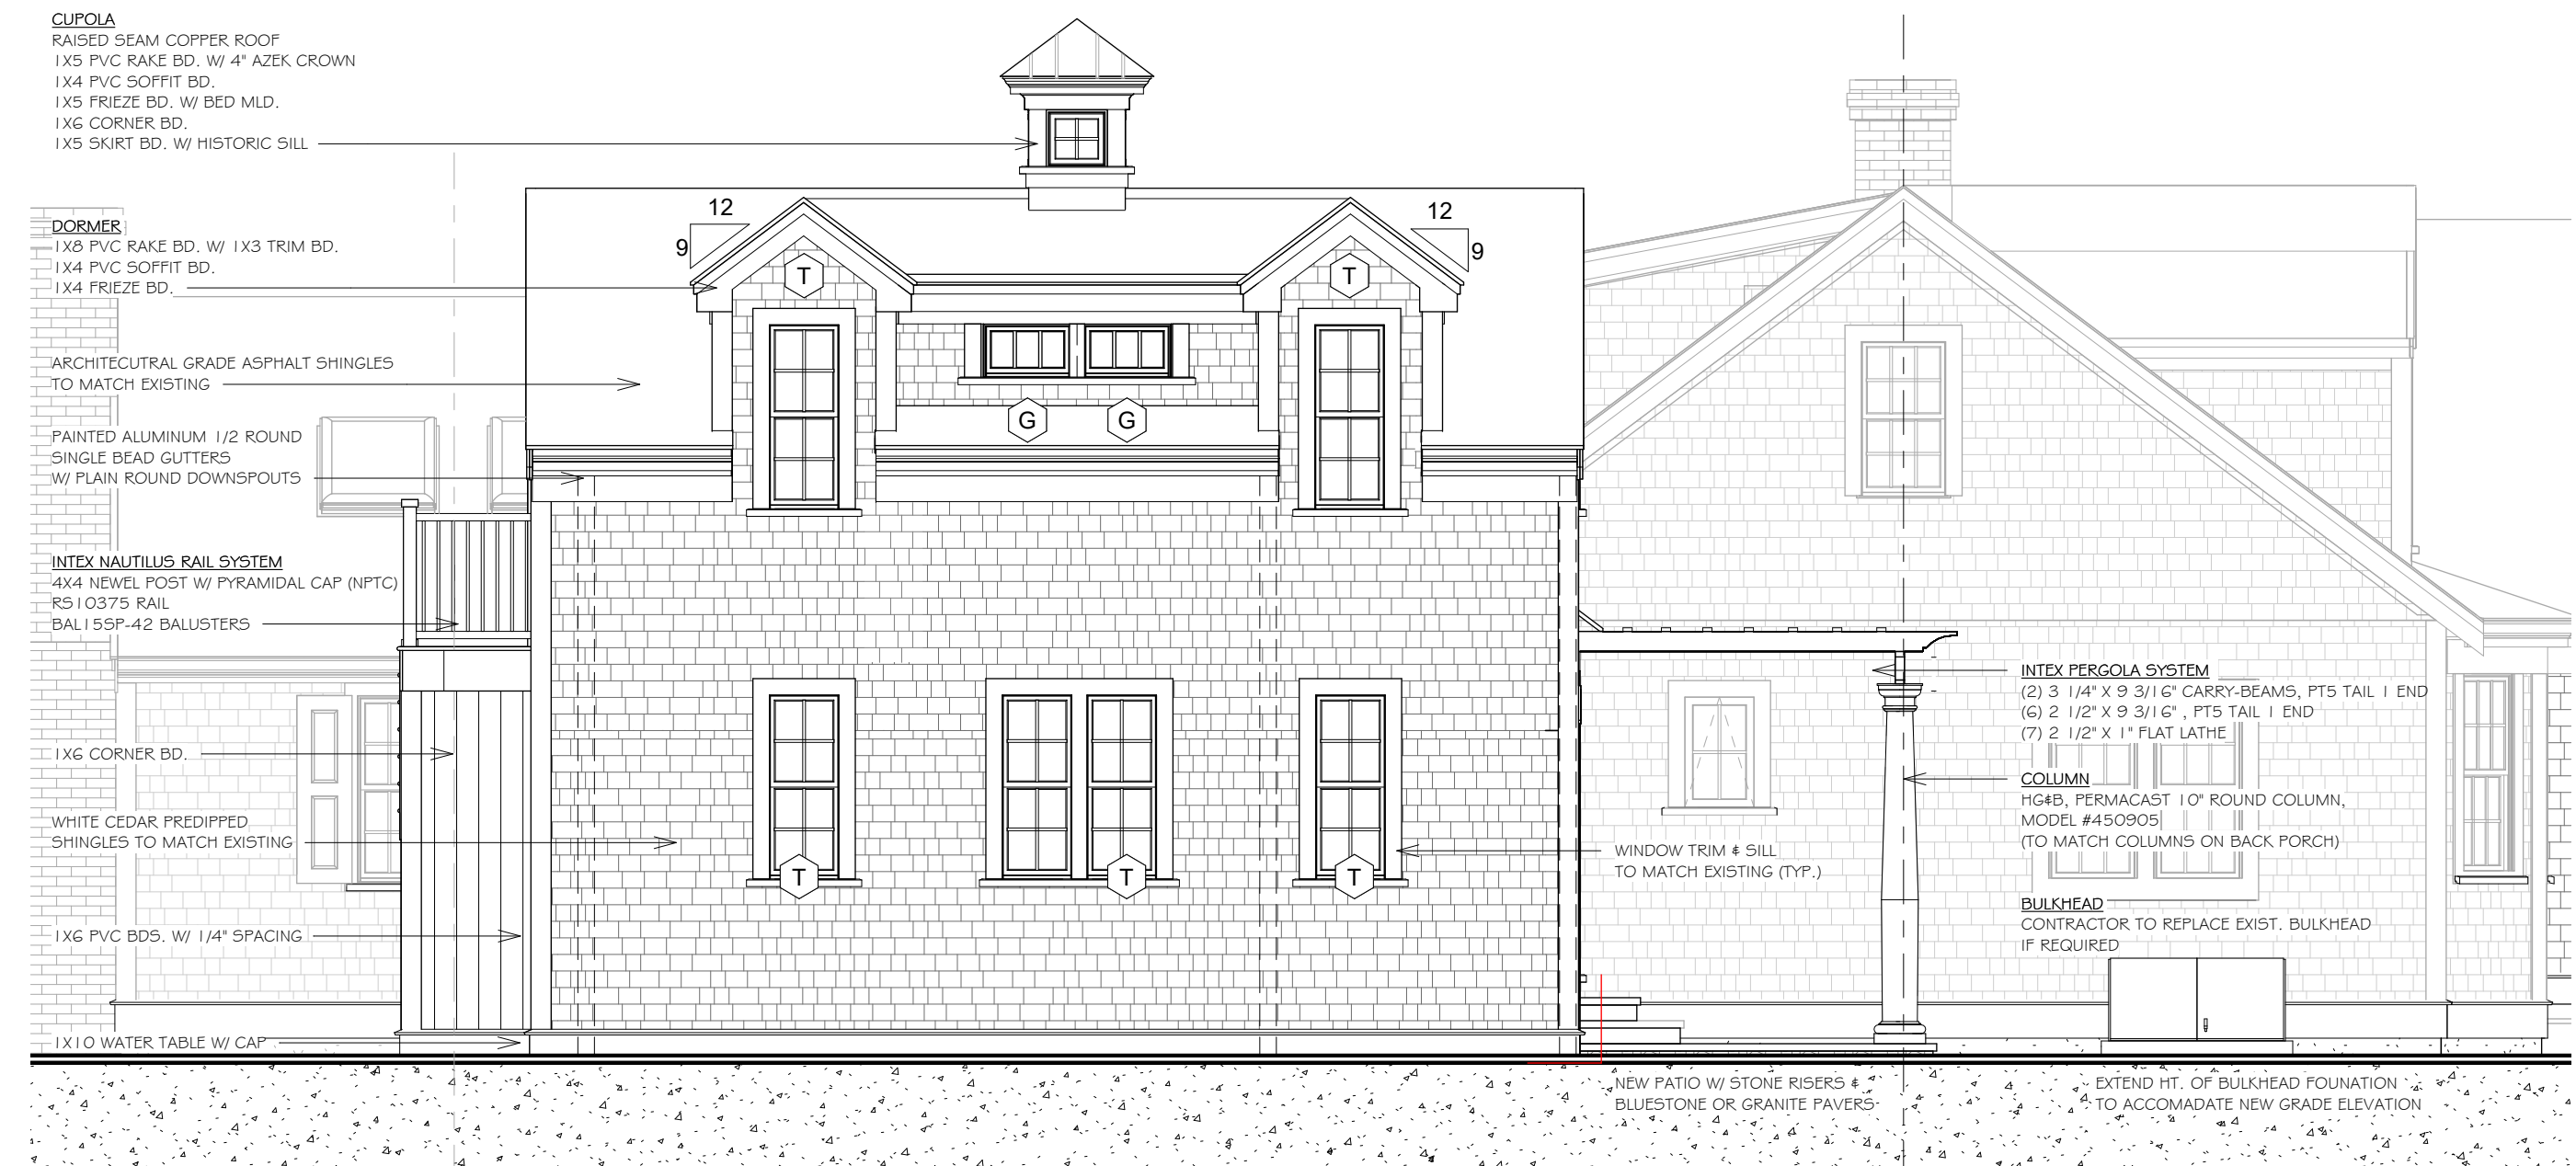 CUPOLA
RAISED SEAM COPPER ROOF
1X5 PVC RAKE BD. W/ 4" AZEK CROWN
1X4 PVC SOFFIT BD.
1X5 FRIEZE BD. W/ BED MLD.
1X6 CORNER BD.
1X5 SKIRT BD. W/ HISTORIC SILL
DORMER
1X8 PVC RAKE BD. W/ 1X3 TRIM BD.
1X4 PVC SOFFIT BD.
1X4 FRIEZE BD.
12
9
12
9
T
T
ARCHITECUTRAL GRADE ASPHALT SHINGLES
TO MATCH EXISTING
G
G
PAINTED ALUMINUM 1/2 ROUND
SINGLE BEAD GUTTERS
W/ PLAIN ROUND DOWNSPOUTS
INTEX NAUTILUS RAIL SYSTEM
4X4 NEWEL POST W/ PYRAMIDAL CAP (NPTC)
RS10375 RAIL
BAL15SP-42 BALUSTERS
INTEX PERGOLA SYSTEM
(2) 3 1/4" X 9 3/16" CARRY-BEAMS, PT5 TAIL 1 END
(6) 2 1/2" X 9 3/16" , PT5 TAIL 1 END
(7) 2 1/2" X 1" FLAT LATHE
1X6 CORNER BD.
COLUMN
HG&B, PERMACAST 10" ROUND COLUMN,
MODEL #450905
(TO MATCH COLUMNS ON BACK PORCH)
WHITE CEDAR PREDIPPED
SHINGLES TO MATCH EXISTING
WINDOW TRIM & SILL
TO MATCH EXISTING (TYP.)
T
T
T
BULKHEAD
CONTRACTOR TO REPLACE EXIST. BULKHEAD
IF REQUIRED
1X6 PVC BDS. W/ 1/4" SPACING
1X10 WATER TABLE W/ CAP
NEW PATIO W/ STONE RISERS &
BLUESTONE OR GRANITE PAVERS
EXTEND HT. OF BULKHEAD FOUNATION
TO ACCOMADATE NEW GRADE ELEVATION